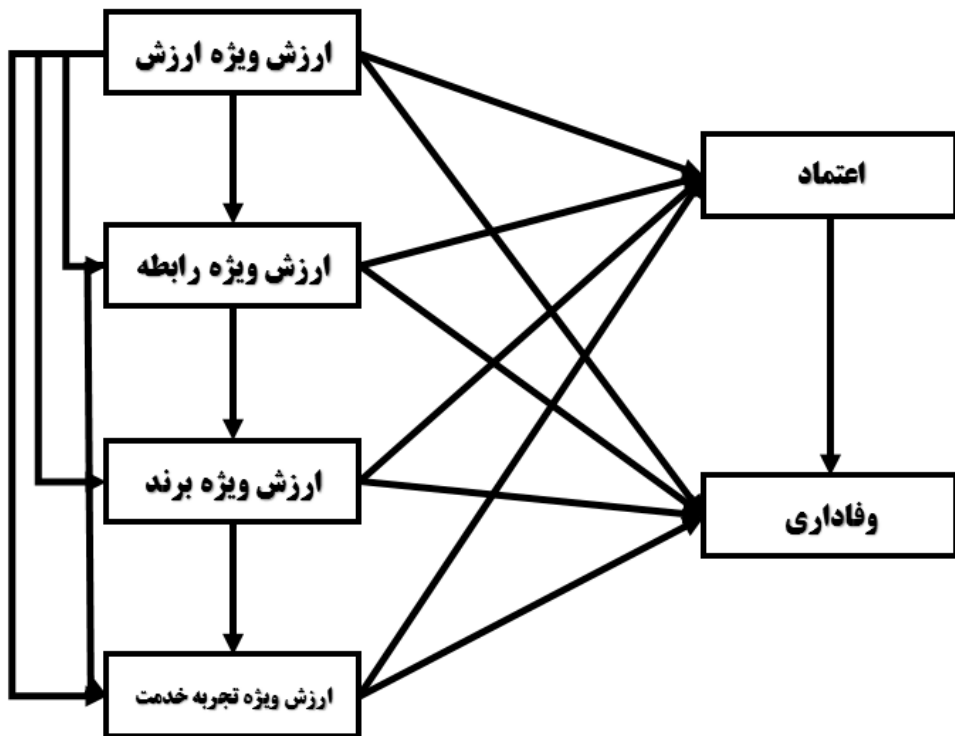 ارزش ویژه ارزش
ارزش ویژه رابطه
ارزش ویژه برند
ارزش ویژه تجربه خدمت
اعتماد
وفاداری